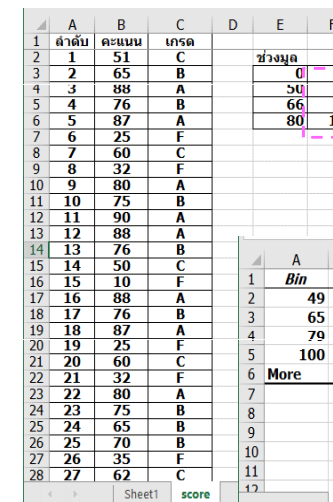 A B C D E
1 ลำดับ คะแนน เกรด
2 1 51 C ช่วงมูล
3 2 65 B 0
4 3 88 A 50
5 4 76 B 66
6 5 87 A 80 1
7 6 25 F
8 7 60 C
9 8 32 F
10 9 80 A
11 10 75 B
12 11 90 A
13 12 88 A
14 13 76 B
15 14 50 C
16 15 10 F
17 16 88 A
18 17 76 B
19 18 87 A
20 19 25 F
21 20 60 C
22 21 32 F
23 22 80 A
24 23 75 B
25 24 65 B
26 25 70 B
27 26 35 F
28 27 62 C
Sheet1 score
A
1 Bin
2 49
3 65
4 79
5 100
6 More
7
8
9
10
11
12